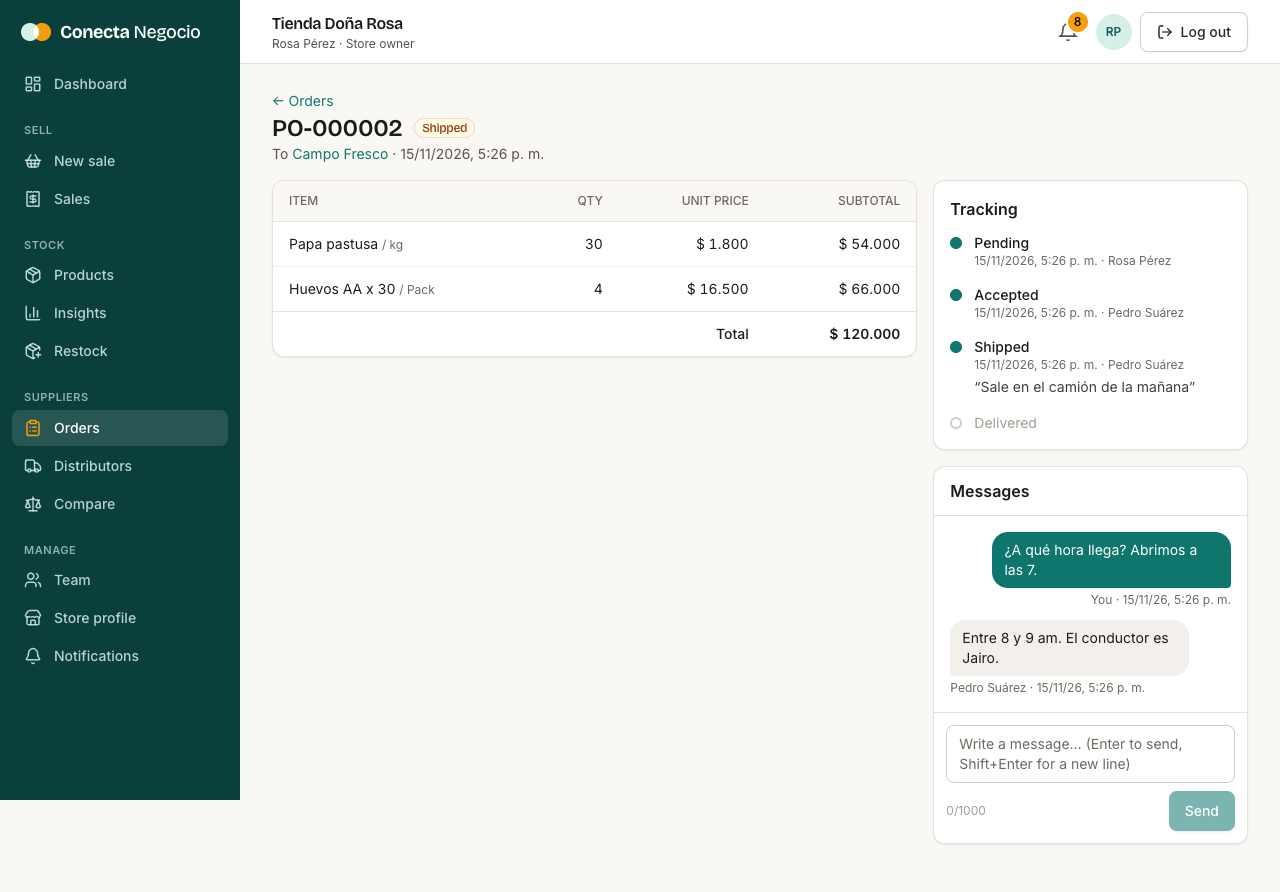 Conecta Negocio
Dashboard
SELL
New sale
Sales
STOCK
Products
Insights
Restock
SUPPLIERS
Orders
Distributors
Compare
MANAGE
Team
Store profile
Notifications
Tienda Doña Rosa
Rosa Pérez · Store owner
8
RP
Log out
← Orders
PO-000002 Shipped
To Campo Fresco · 15/11/2026, 5:26 p. m.
ITEM QTY UNIT PRICE SUBTOTAL
Papa pastusa / kg 30 $ 1.800 $ 54.000
Huevos AA x 30 / Pack 4 $ 16.500 $ 66.000
Total $ 120.000
Tracking
Pending
15/11/2026, 5:26 p. m. · Rosa Pérez
Accepted
15/11/2026, 5:26 p. m. · Pedro Suárez
Shipped
15/11/2026, 5:26 p. m. · Pedro Suárez
“Sale en el camión de la mañana”
Delivered
Messages
¿A qué hora llega? Abrimos a
las 7.
You · 15/11/26, 5:26 p. m.
Entre 8 y 9 am. El conductor es
Jairo.
Pedro Suárez · 15/11/26, 5:26 p. m.
Write a message… (Enter to send,
Shift+Enter for a new line)
0/1000
Send